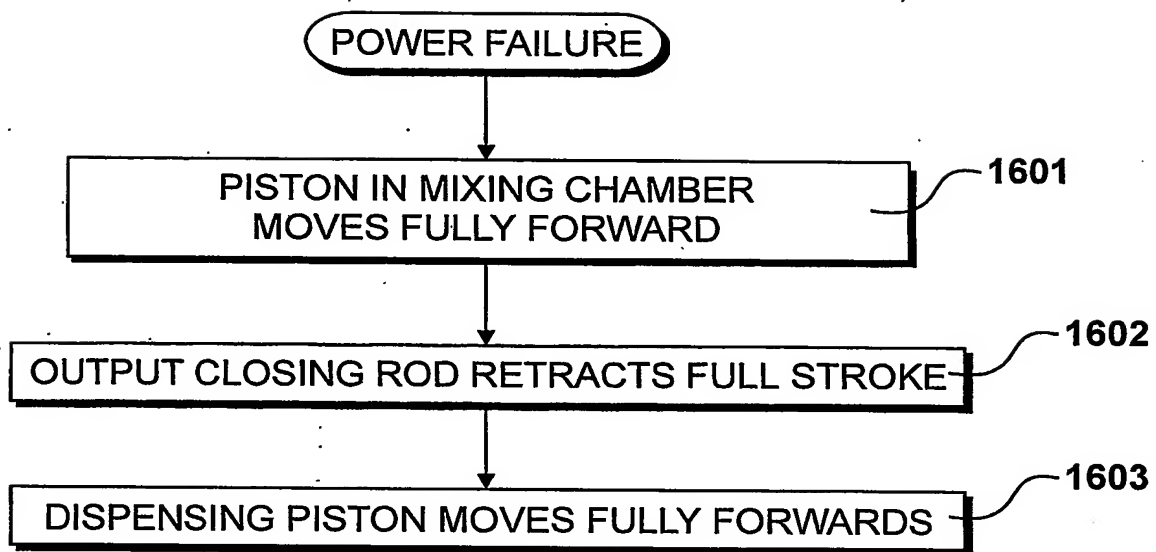 POWER FAILURE
PISTON IN MIXING CHAMBER
MOVES FULLY FORWARD
1601
OUTPUT CLOSING ROD RETRACTS FULL STROKE
1602
DISPENSING PISTON MOVES FULLY FORWARDS
1603